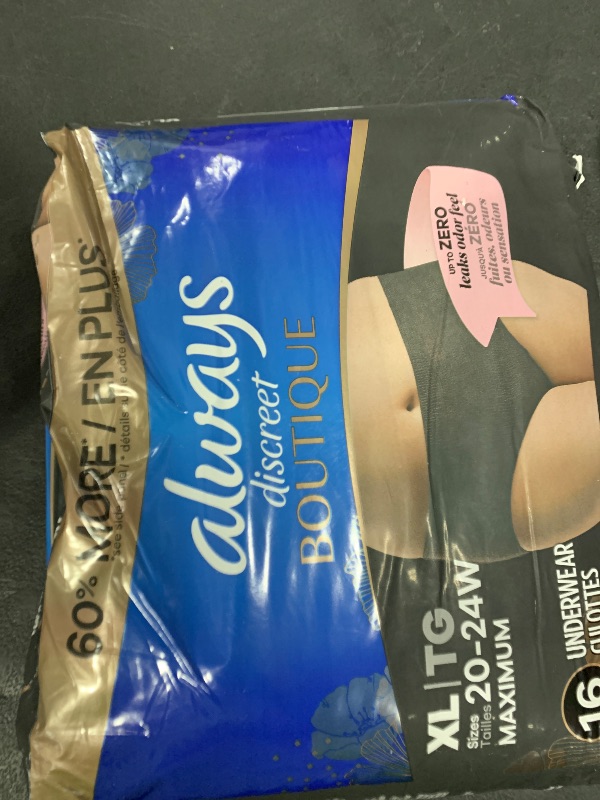 60% MORE* / EN PLUS*
always
discreet
BOUTIQUE
UP TO ZERO
leaks odor feel
JUSQU'À ZÉRO
fuites, odeurs
ou sensation
XL | TG
Sizes 20-24W
Tailles
MAXIMUM
16 UNDERWEAR
CULOTTES